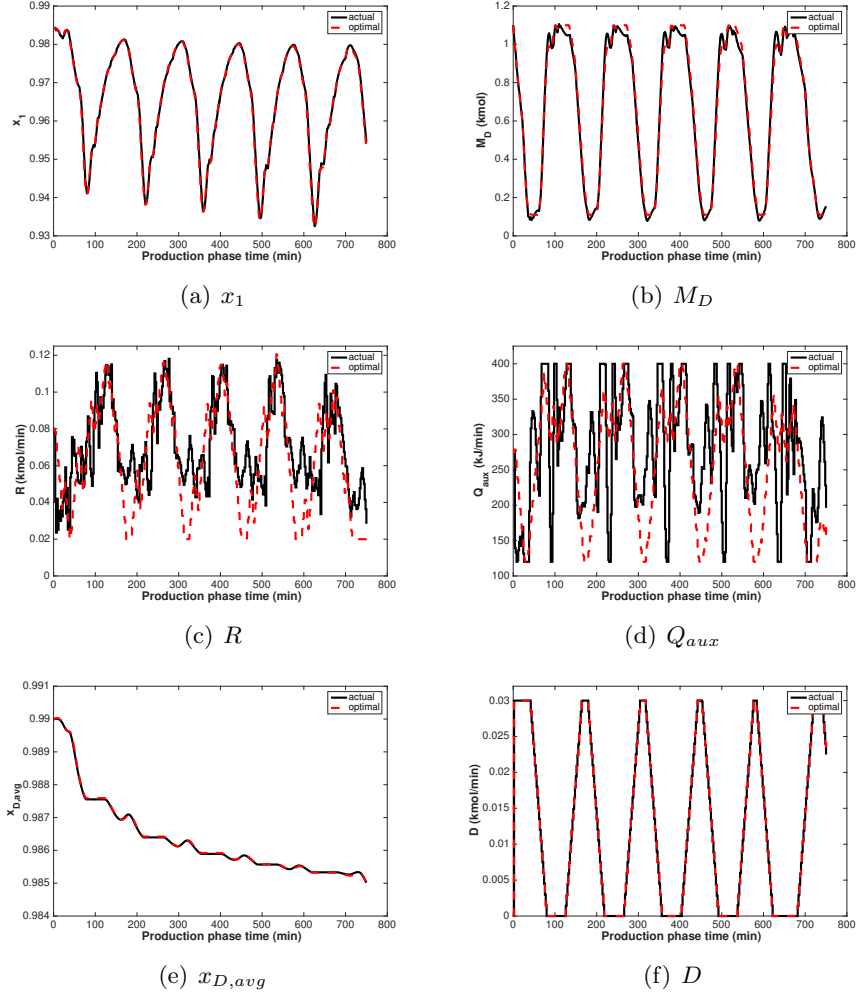 actual
optimal
0.99
0.98
0.97
0.96
0.95
0.94
0.93
x1
0 100 200 300 400 500 600 700 800
Production phase time (min)
(a) x1
actual
optimal
1.2
1
0.8
0.6
0.4
0.2
0
MD (kmol)
0 100 200 300 400 500 600 700 800
Production phase time (min)
(b) MD
actual
optimal
0.12
0.1
0.08
0.06
0.04
0.02
0
R (kmol/min)
0 100 200 300 400 500 600 700 800
Production phase time (min)
(c) R
actual
optimal
400
350
300
250
200
150
100
Qaux (kJ/min)
0 100 200 300 400 500 600 700 800
Production phase time (min)
(d) Qaux
actual
optimal
0.991
0.99
0.989
0.988
0.987
0.986
0.985
0.984
xD,avg
0 100 200 300 400 500 600 700 800
Production phase time (min)
(e) xD,avg
actual
optimal
0.03
0.025
0.02
0.015
0.01
0.005
0
D (kmol/min)
0 100 200 300 400 500 600 700 800
Production phase time (min)
(f) D